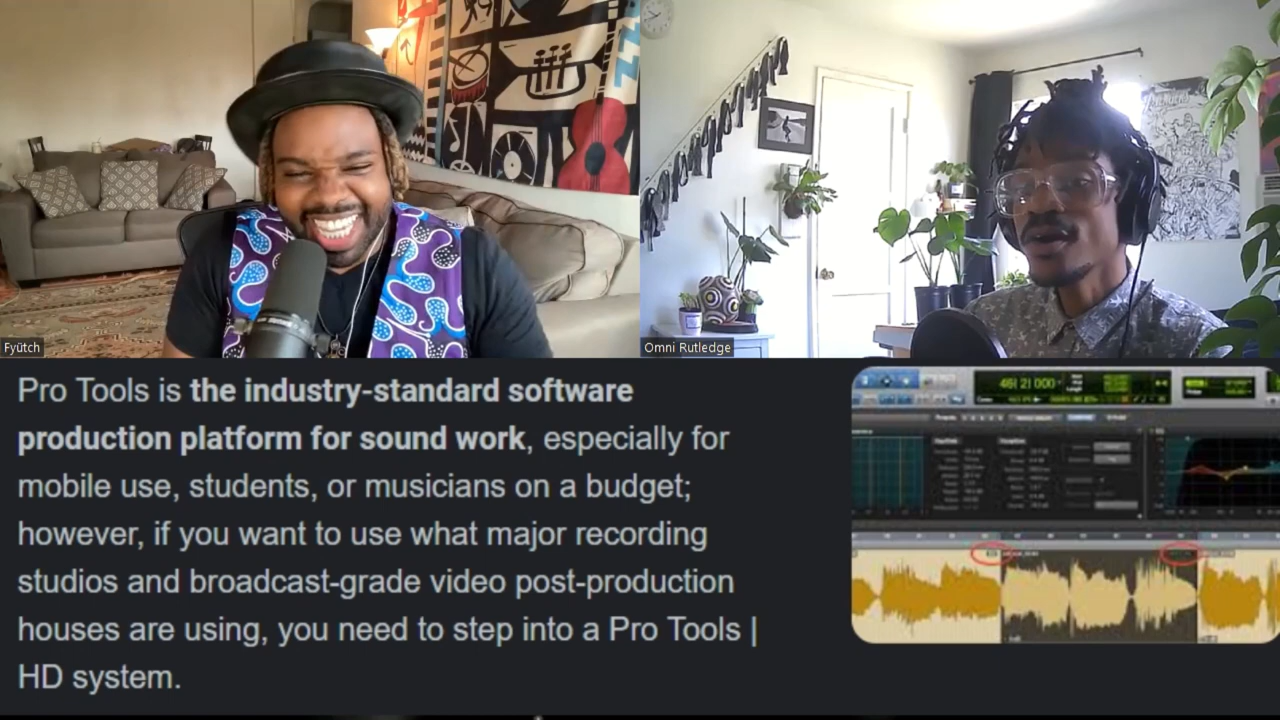 Fyütch
Omni Rutledge
Pro Tools is the industry-standard software
production platform for sound work, especially for
mobile use, students, or musicians on a budget;
however, if you want to use what major recording
studios and broadcast-grade video post-production
houses are using, you need to step into a Pro Tools |
HD system.